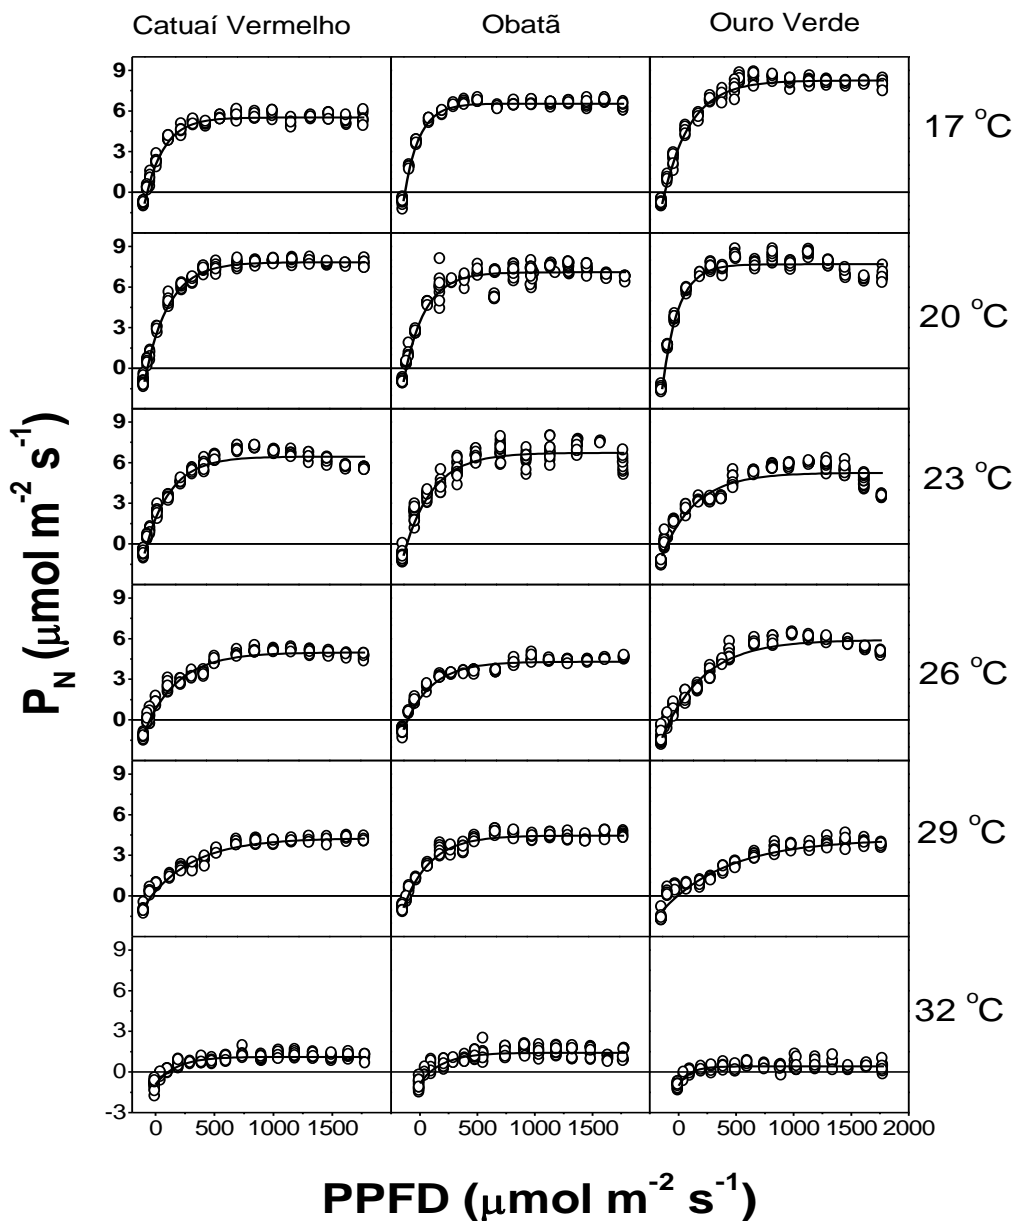 Catuaí Vermelho Obatã Ouro Verde
9
6
3
0
17 °C
9
6
3
0
20 °C
9
6
3
0
23 °C
9
6
3
0
26 °C
9
6
3
0
29 °C
9
6
3
0
-3
32 °C
P_N (μmol m⁻² s⁻¹)
0 500 1000 1500 0 500 1000 1500 0 500 1000 1500 2000
PPFD (μmol m⁻² s⁻¹)